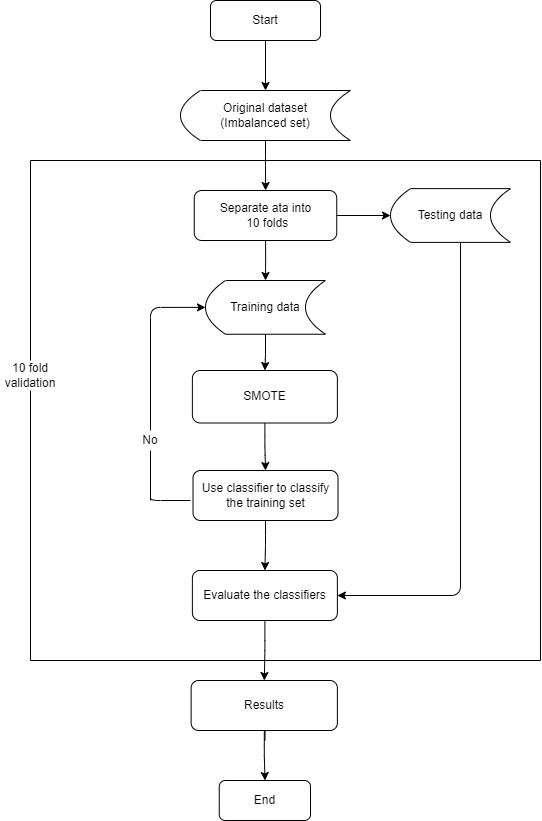 Start
Original dataset
(Imbalanced set)
Separate ata into
10 folds
Testing data
Training data
10 fold
validation
SMOTE
No
Use classifier to classify
the training set
Evaluate the classifiers
Results
End